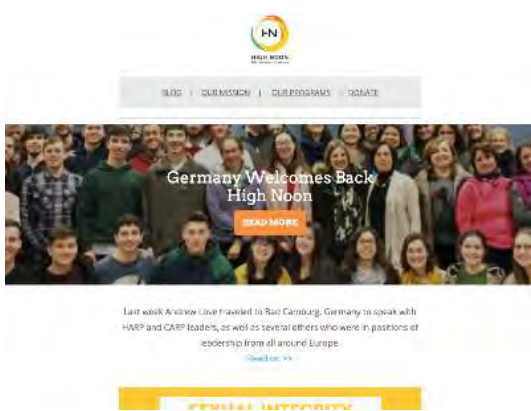 HN
HIGH NOON
BLOG | OUR MISSION | OUR PROGRAMS | DONATE
Germany Welcomes Back
High Noon
READ MORE
Last week Andrew Love traveled to Bad Camburg, Germany to speak with
HARP and CARP leaders, as well as several others who were in positions of
leadership from all around Europe.
Read on >>
SEXUAL INTEGRITY